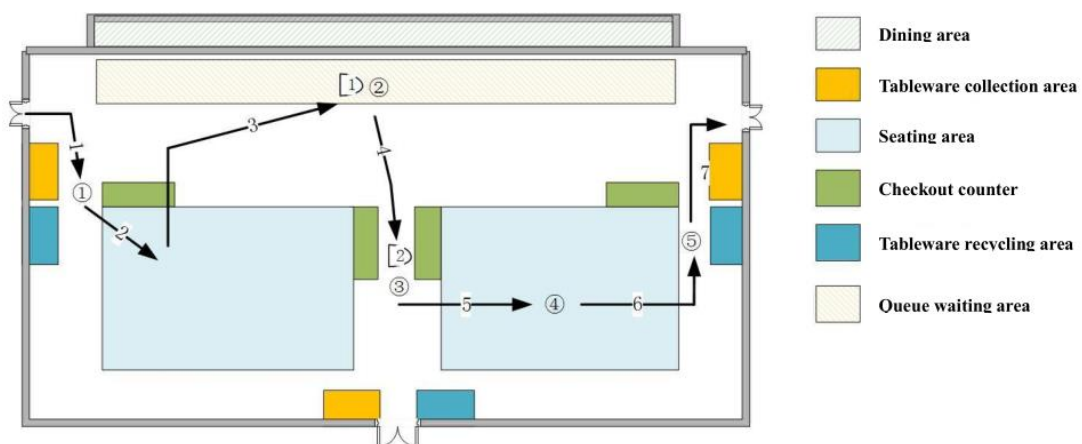 Dining area
Tableware collection area
Seating area
Checkout counter
Tableware recycling area
Queue waiting area
1
①
2
3
[1)
②
4
[2)
③
5
④
6
⑤
7